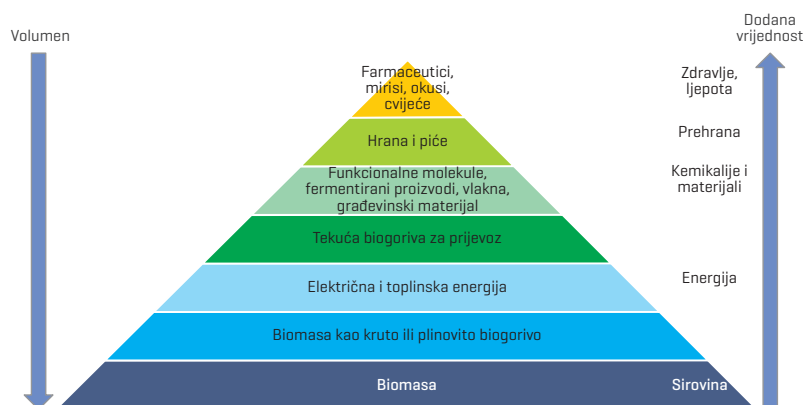 Volumen
Dodana
vrijednost
Farmaceutici,
mirisi, okusi,
cvijeće
Zdravlje,
ljepota
Hrana i piće
Prehrana
Funkcionalne molekule,
fermentirani proizvodi, vlakna,
građevinski materijal
Kemikalije i
materijali
Tekuća biogoriva za prijevoz
Električna i toplinska energija
Energija
Biomasa kao kruto ili plinovito biogorivo
Biomasa
Sirovina